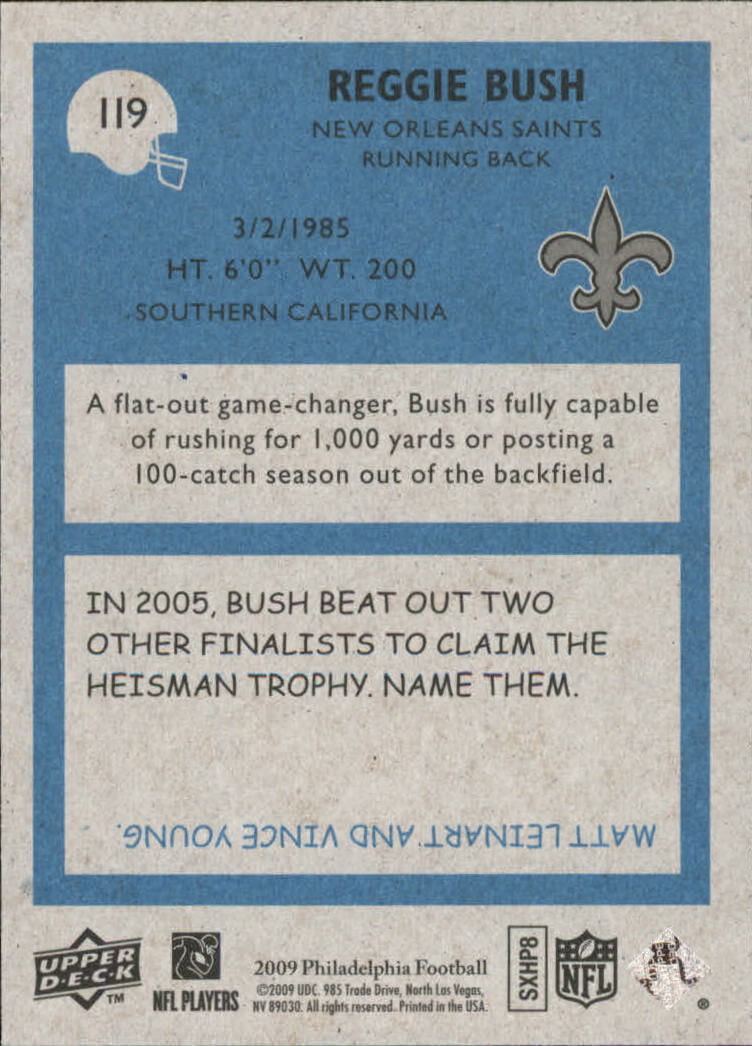 119
REGGIE BUSH
NEW ORLEANS SAINTS
RUNNING BACK
3/2/1985
HT. 6'0" WT. 200
SOUTHERN CALIFORNIA
A flat-out game-changer, Bush is fully capable
of rushing for 1,000 yards or posting a
100-catch season out of the backfield.
IN 2005, BUSH BEAT OUT TWO
OTHER FINALISTS TO CLAIM THE
HEISMAN TROPHY. NAME THEM.
MATT LEINART AND VINCE YOUNG.
UPPER
D·E·C·K
TM
NFL PLAYERS
2009 Philadelphia Football
©2009 UDC. 985 Trade Drive, North Las Vegas,
NV 89030. All rights reserved. Printed in the USA.
SXHP8
NFL
®